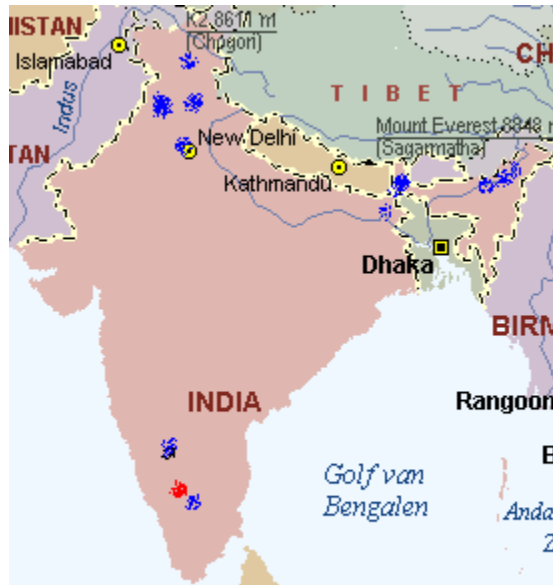 NISTAN
K2 8611 m
(Chogori)
Islamabad
CH
Indus
TIBET
Mount Everest 8848 m
(Sagarmatha)
New Delhi
TAN
Kathmandu
Dhaka
BIRM
INDIA
Rangoon
B
Golf van
Bengalen
Anda
Z